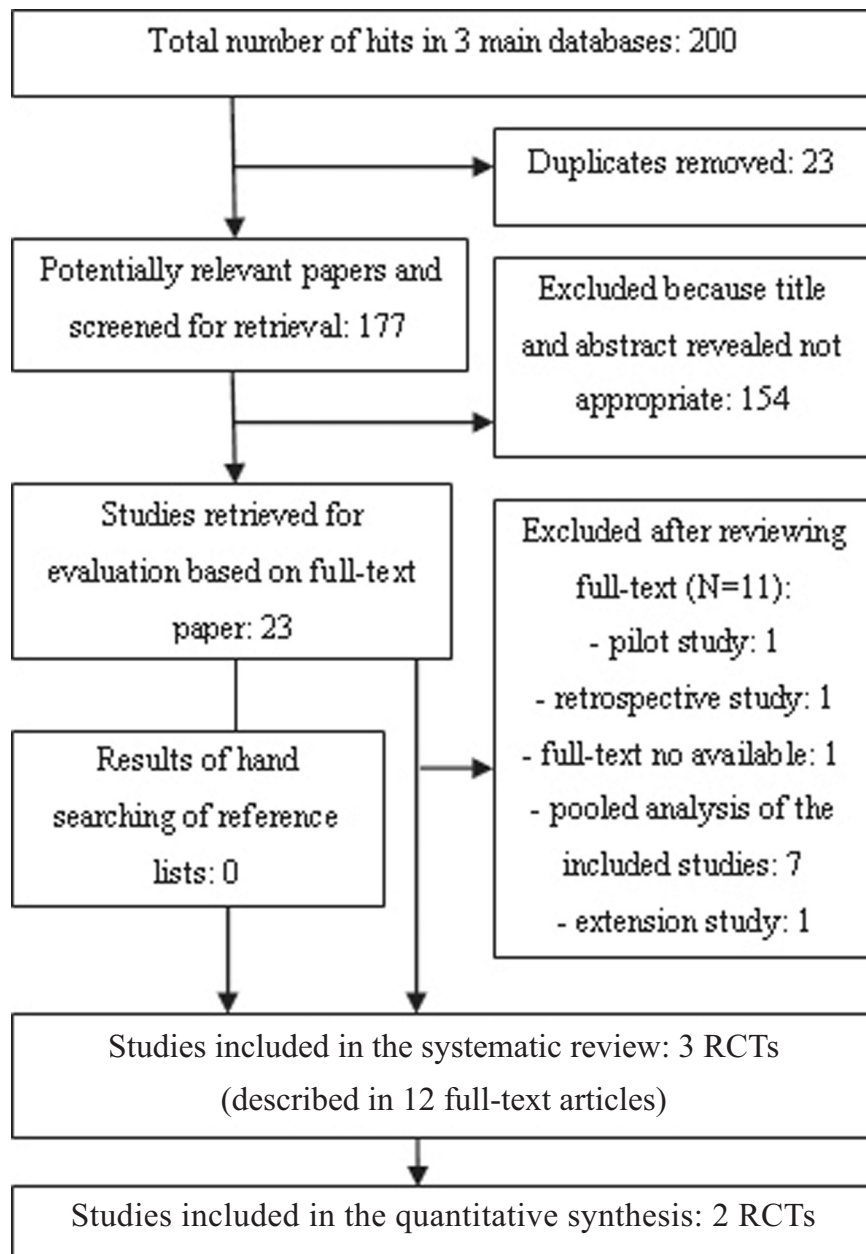 Total number of hits in 3 main databases: 200
Duplicates removed: 23
Potentially relevant papers and
screened for retrieval: 177
Excluded because title
and abstract revealed not
appropriate: 154
Studies retrieved for
evaluation based on full-text
paper: 23
Excluded after reviewing
full-text (N=11):
- pilot study: 1
- retrospective study: 1
- full-text no available: 1
- pooled analysis of the
included studies: 7
- extension study: 1
Results of hand
searching of reference
lists: 0
Studies included in the systematic review: 3 RCTs
(described in 12 full-text articles)
Studies included in the quantitative synthesis: 2 RCTs